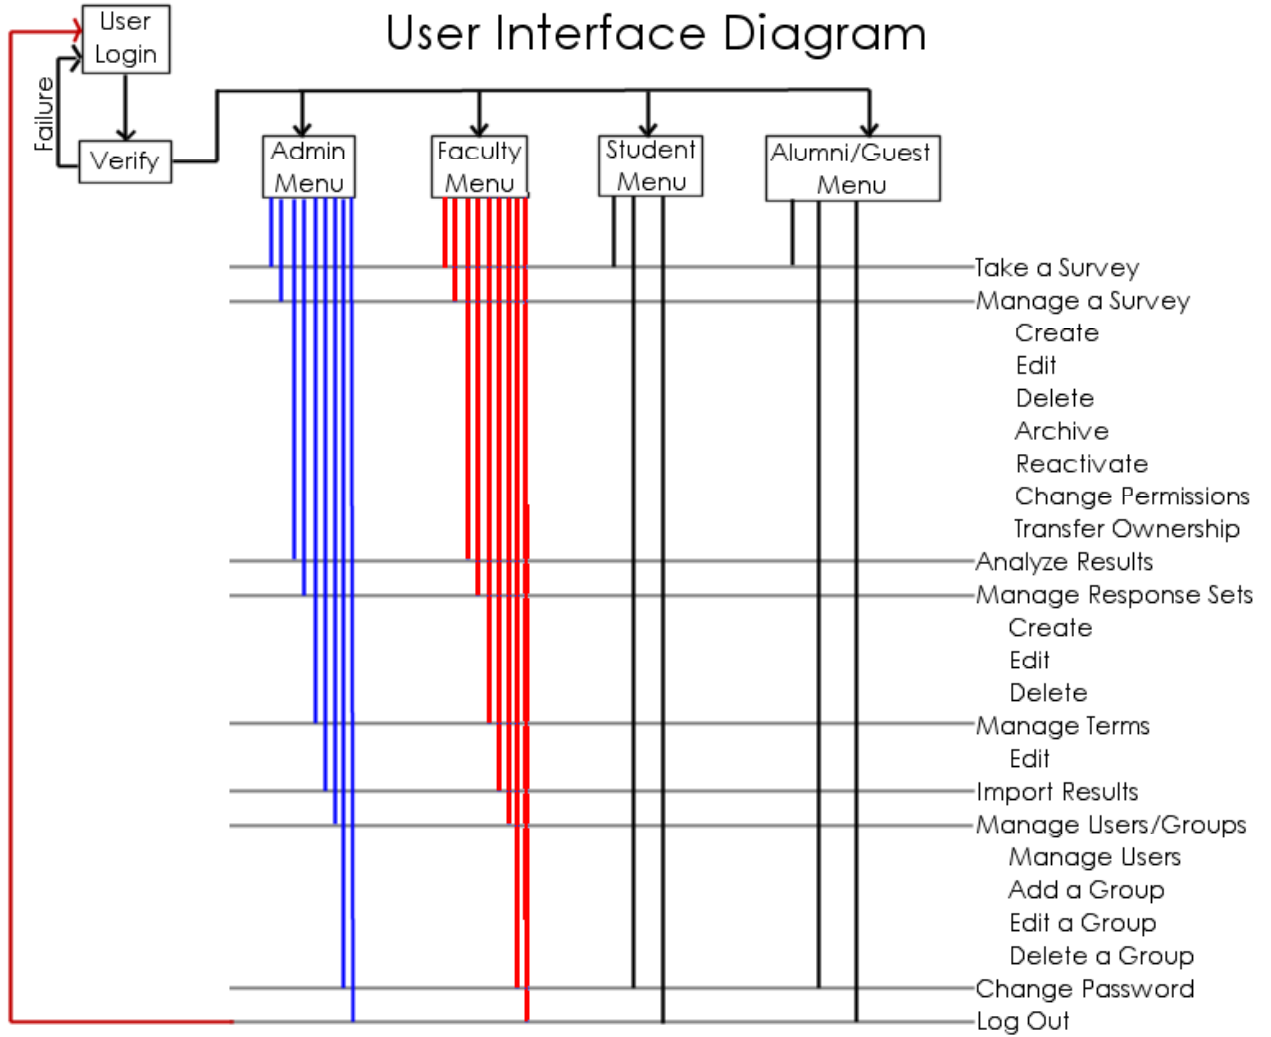 User Interface Diagram
User
Login
Failure
Verify
Admin
Menu
Faculty
Menu
Student
Menu
Alumni/Guest
Menu
Take a Survey
Manage a Survey
Create
Edit
Delete
Archive
Reactivate
Change Permissions
Transfer Ownership
Analyze Results
Manage Response Sets
Create
Edit
Delete
Manage Terms
Edit
Import Results
Manage Users/Groups
Manage Users
Add a Group
Edit a Group
Delete a Group
Change Password
Log Out